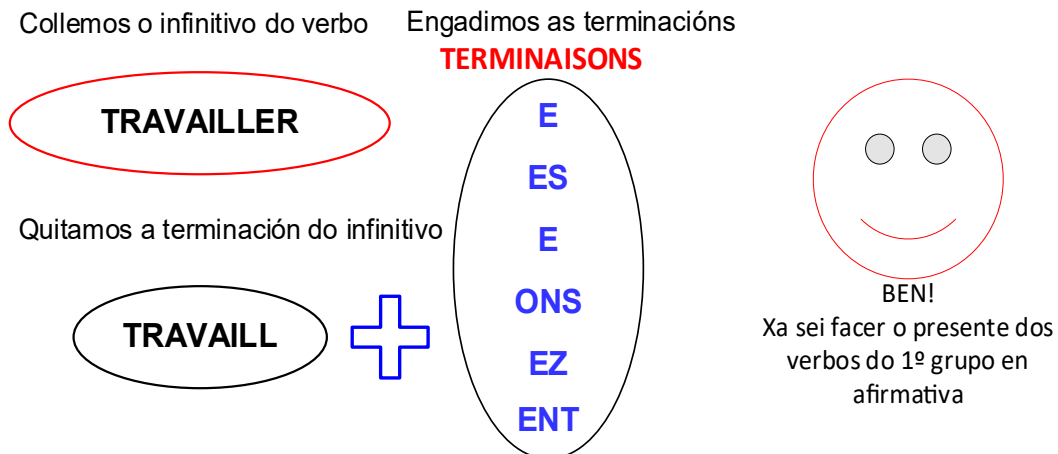 Collemos o infinitivo do verbo
TRAVAILLER
Quitamos a terminación do infinitivo
TRAVAILL
Engadimos as terminacións
TERMINAISONS
E
ES
E
ONS
EZ
ENT
BEN!
Xa sei facer o presente dos
verbos do 1º grupo en
afirmativa